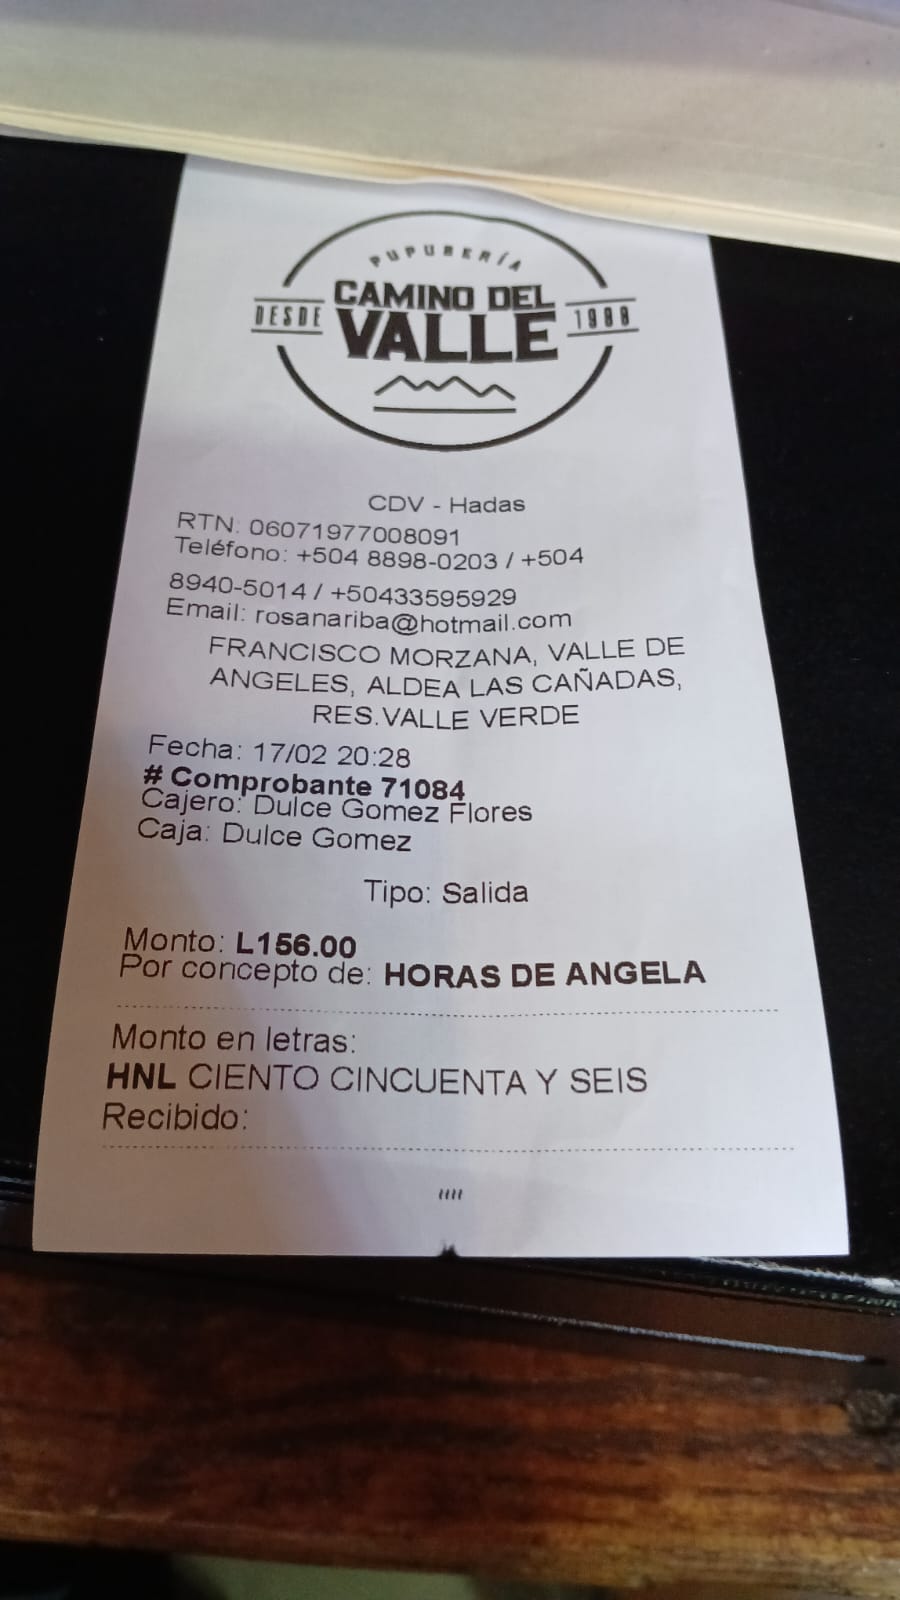 PUPUSERÍA
DESDE CAMINO DEL VALLE 1988
CDV - Hadas
RTN: 06071977008091
Teléfono: +504 8898-0203 / +504
8940-5014 / +50433595929
Email: rosanariba@hotmail.com
FRANCISCO MORZANA, VALLE DE
ANGELES, ALDEA LAS CAÑADAS,
RES.VALLE VERDE
Fecha: 17/02 20:28
# Comprobante 71084
Cajero: Dulce Gomez Flores
Caja: Dulce Gomez
Tipo: Salida
Monto: L156.00
Por concepto de: HORAS DE ANGELA
Monto en letras:
HNL CIENTO CINCUENTA Y SEIS
Recibido: